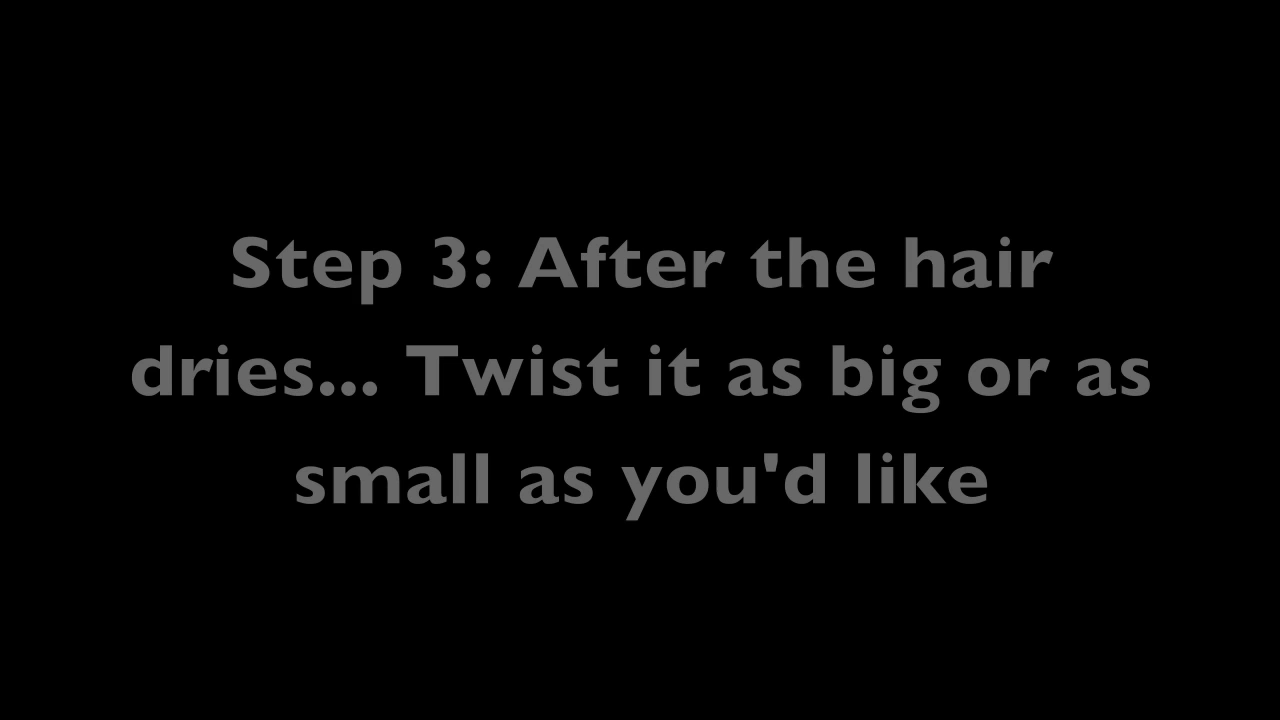 Step 3: After the hair
dries... Twist it as big or as
small as you'd like